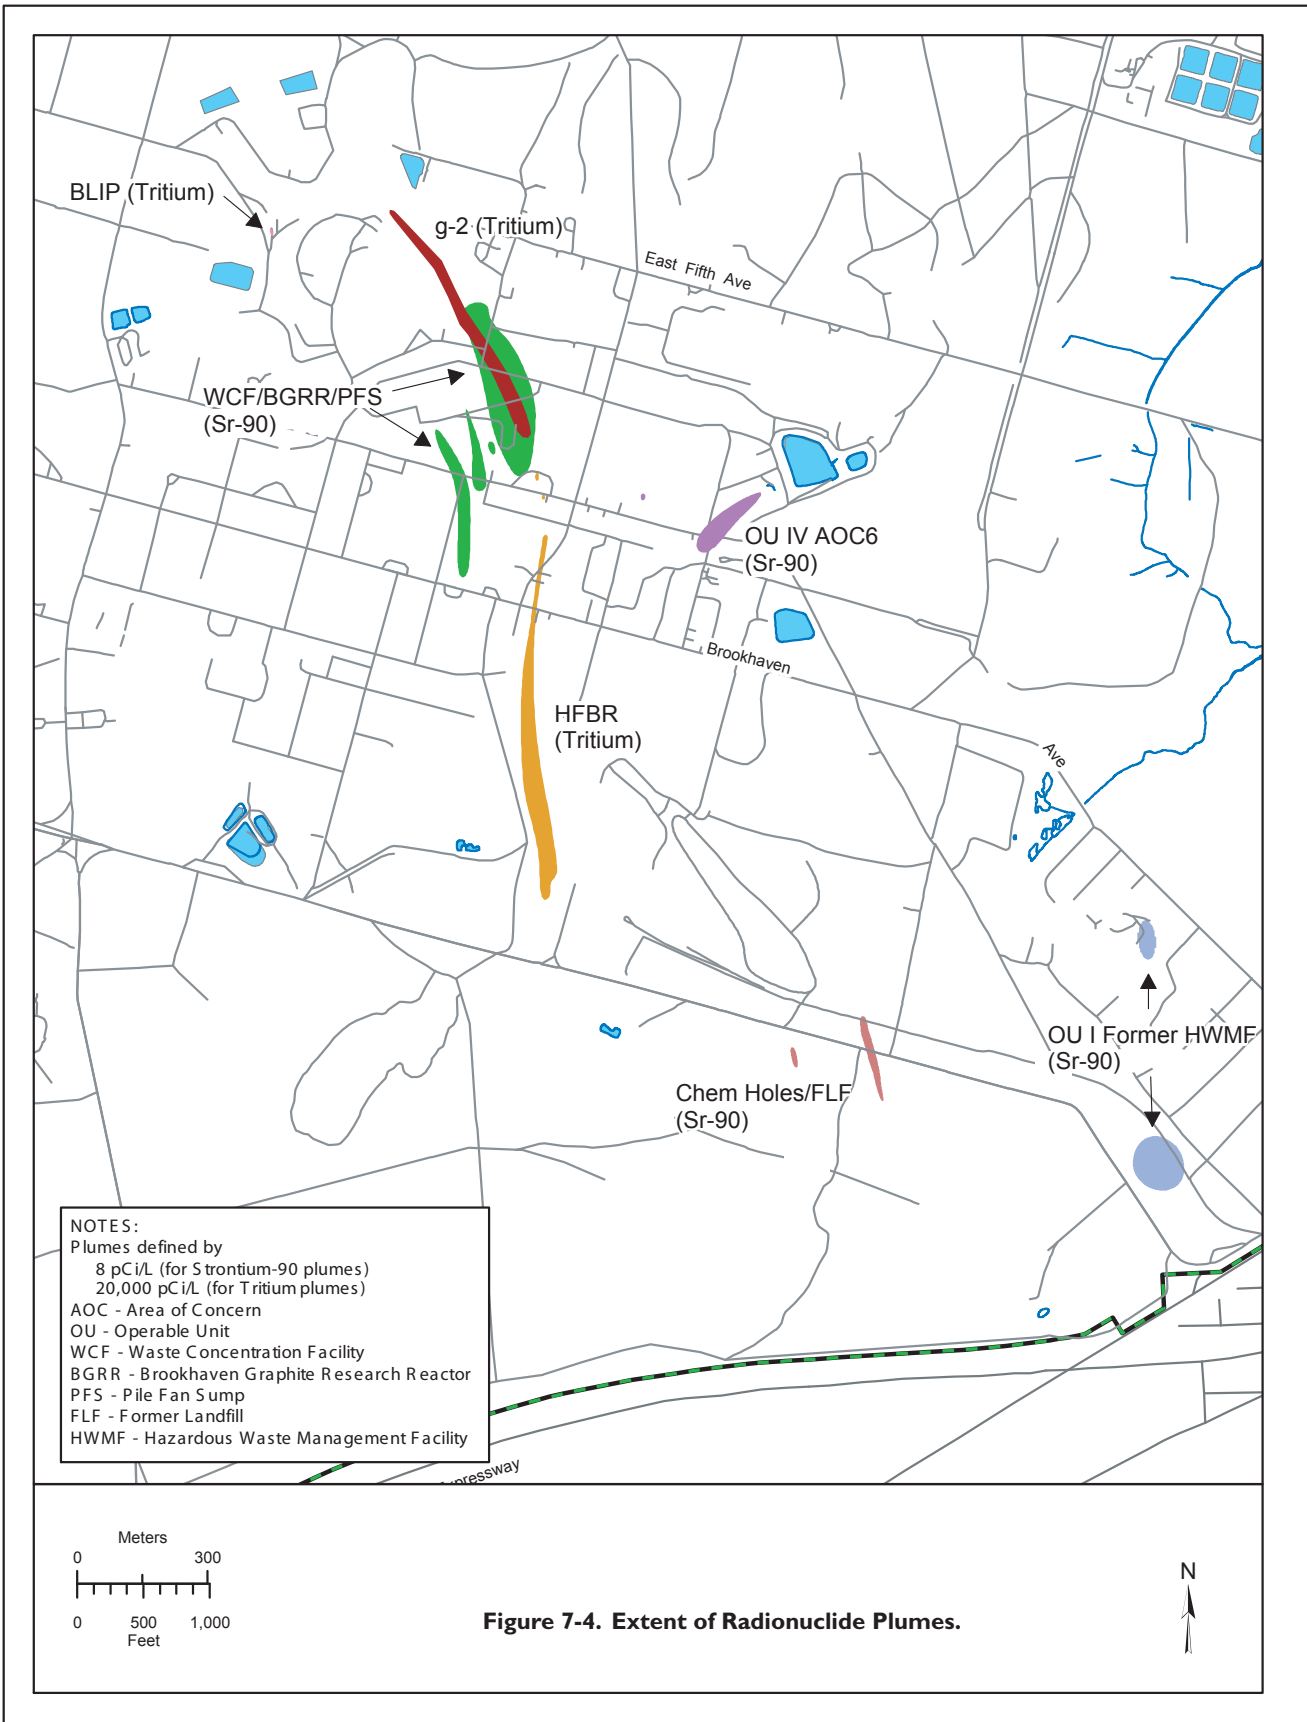 BLIP (Tritium)
g-2 (Tritium)
East Fifth Ave
WCF/BGRR/PFS
(Sr-90)
OU IV AOC6
(Sr-90)
Brookhaven
HFBR
(Tritium)
Ave
OU I Former HWMF
(Sr-90)
Chem Holes/FLF
(Sr-90)
NOTES:
Plumes defined by
8 pCi/L (for Strontium-90 plumes)
20,000 pCi/L (for Tritium plumes)
AOC - Area of Concern
OU - Operable Unit
WCF - Waste Concentration Facility
BGRR - Brookhaven Graphite Research Reactor
PFS - Pile Fan Sump
FLF - Former Landfill
HWMF - Hazardous Waste Management Facility
Meters
0 300
0 500 1,000
Feet
N
Figure 7-4. Extent of Radionuclide Plumes.